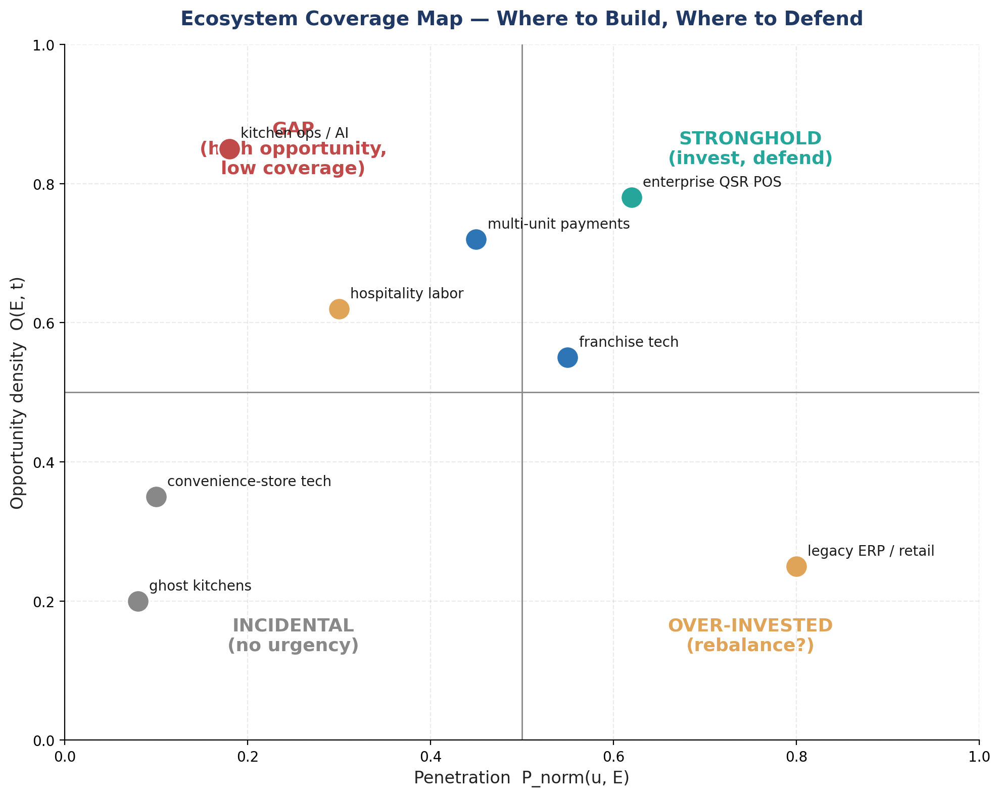 Ecosystem Coverage Map — Where to Build, Where to Defend
1.0
0.8
0.6
0.4
0.2
0.0
Opportunity density O(E, t)
GAP
kitchen ops / AI
opportunity,
low coverage)
STRONGHOLD
(invest, defend)
enterprise QSR POS
multi-unit payments
hospitality labor
franchise tech
convenience-store tech
legacy ERP / retail
ghost kitchens
INCIDENTAL
(no urgency)
OVER-INVESTED
(rebalance?)
0.0
0.2
0.4
0.6
0.8
1.0
Penetration P_norm(u, E)